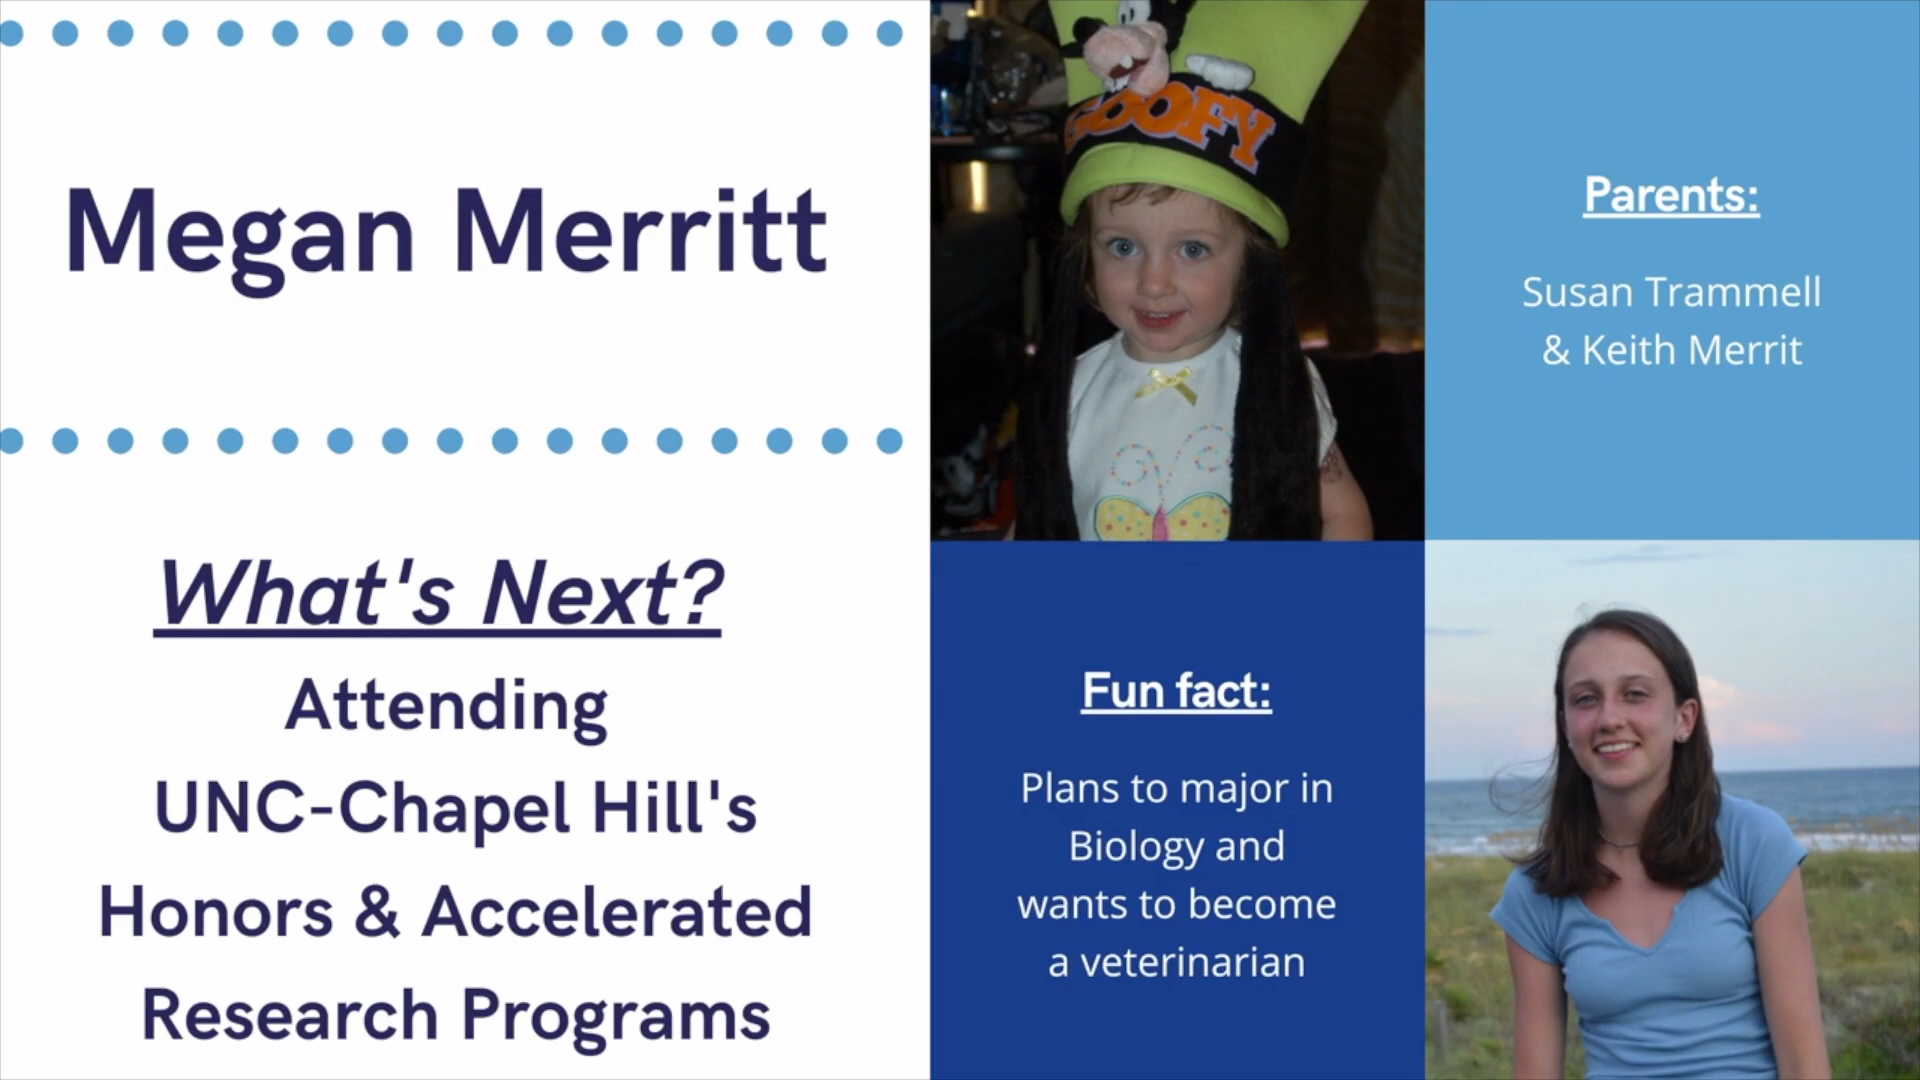 Megan Merritt
What's Next?
Attending
UNC-Chapel Hill's
Honors & Accelerated
Research Programs
GOOFY
Parents:
Susan Trammell
& Keith Merrit
Fun fact:
Plans to major in
Biology and
wants to become
a veterinarian